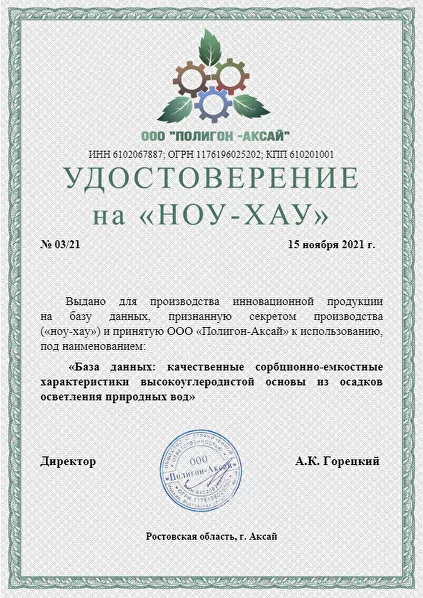 ООО "ПОЛИГОН -АКСАЙ"
ИНН 6102067887; ОГРН 1176196025202; КПП 610201001
УДОСТОВЕРЕНИЕ
на «НОУ-ХАУ»
№ 03/21 15 ноября 2021 г.
Выдано для производства инновационной продукции
на базу данных, признанную секретом производства
(«ноу-хау») и принятую ООО «Полигон-Аксай» к использованию,
под наименованием:
«База данных: качественные сорбционно-емкостные
характеристики высокоуглеродистой основы из осадков
осветления природных вод»
Директор А.К. Горецкий
ООО
«Полигон-Аксай»
Ростовская область, г. Аксай